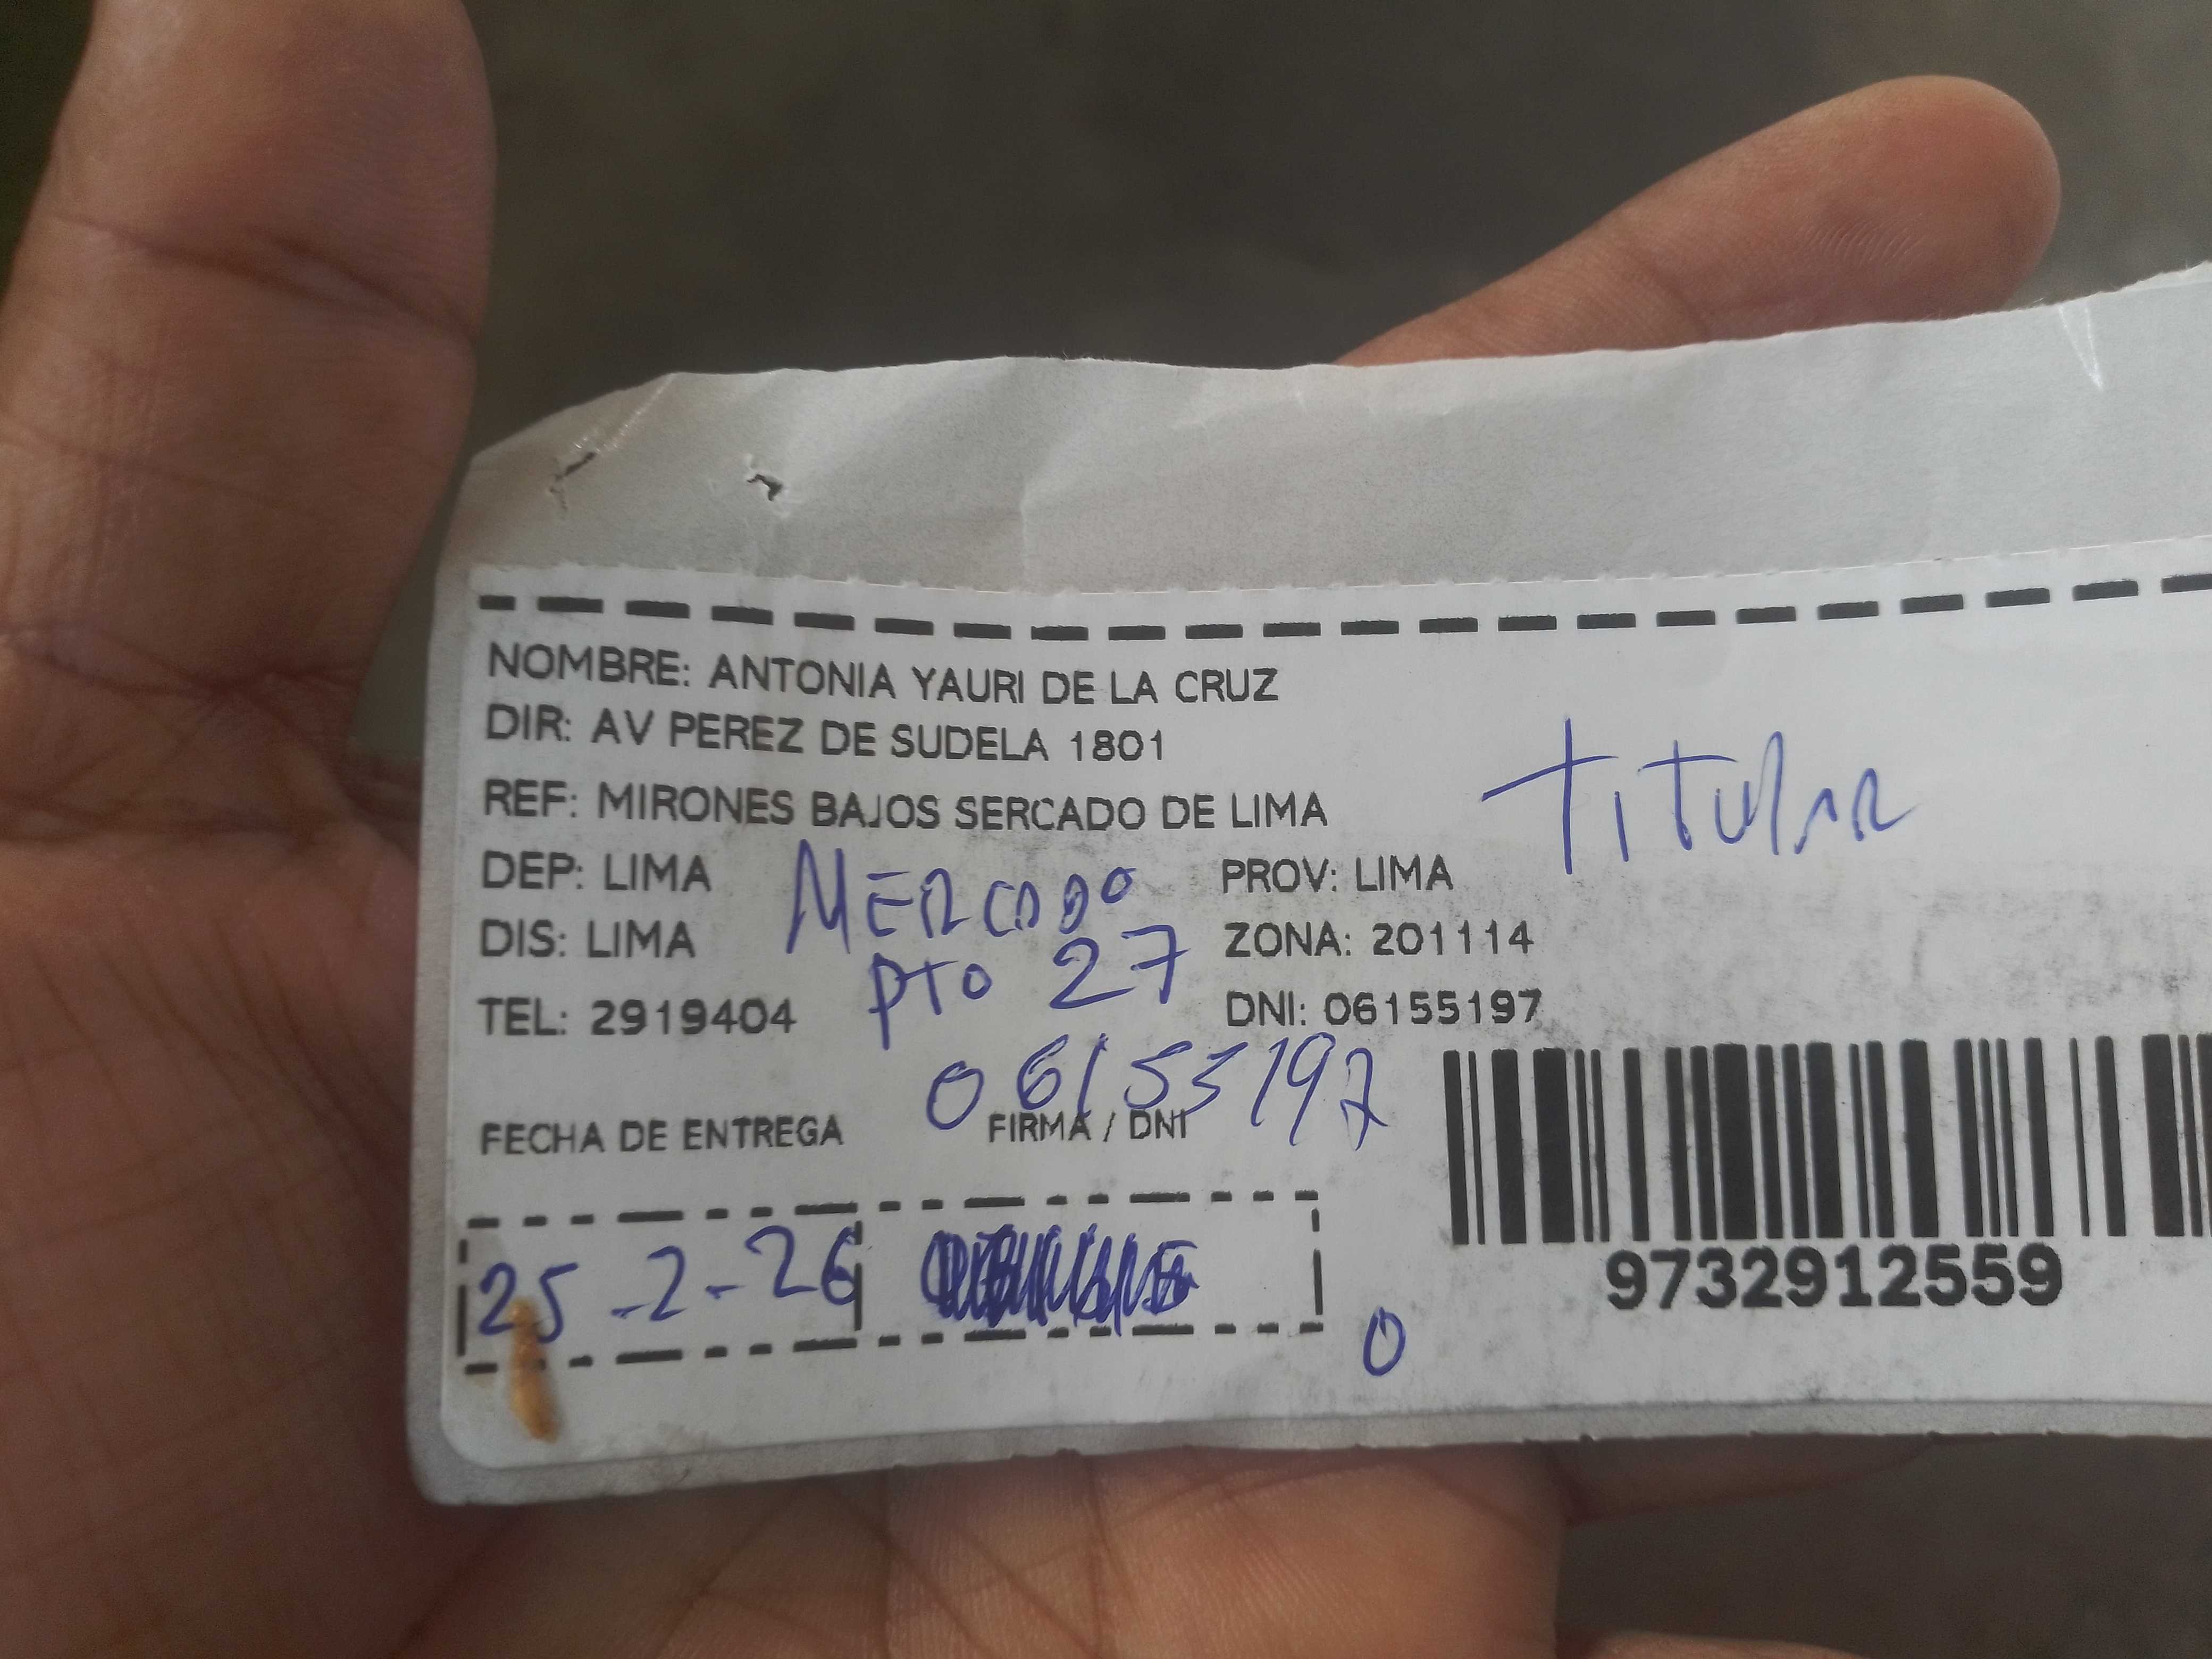 NOMBRE: ANTONIA YAURI DE LA CRUZ
DIR: AV PEREZ DE SUDELA 1801
REF: MIRONES BAJOS SERCADO DE LIMA
TITULAR
DEP: LIMA MERCADO PROV: LIMA
DIS: LIMA PTO 27 ZONA: 201114
TEL: 2919404 DNI: 06155197
06155197
FECHA DE ENTREGA FIRMA / DNI
25-2-26
9732912559
0